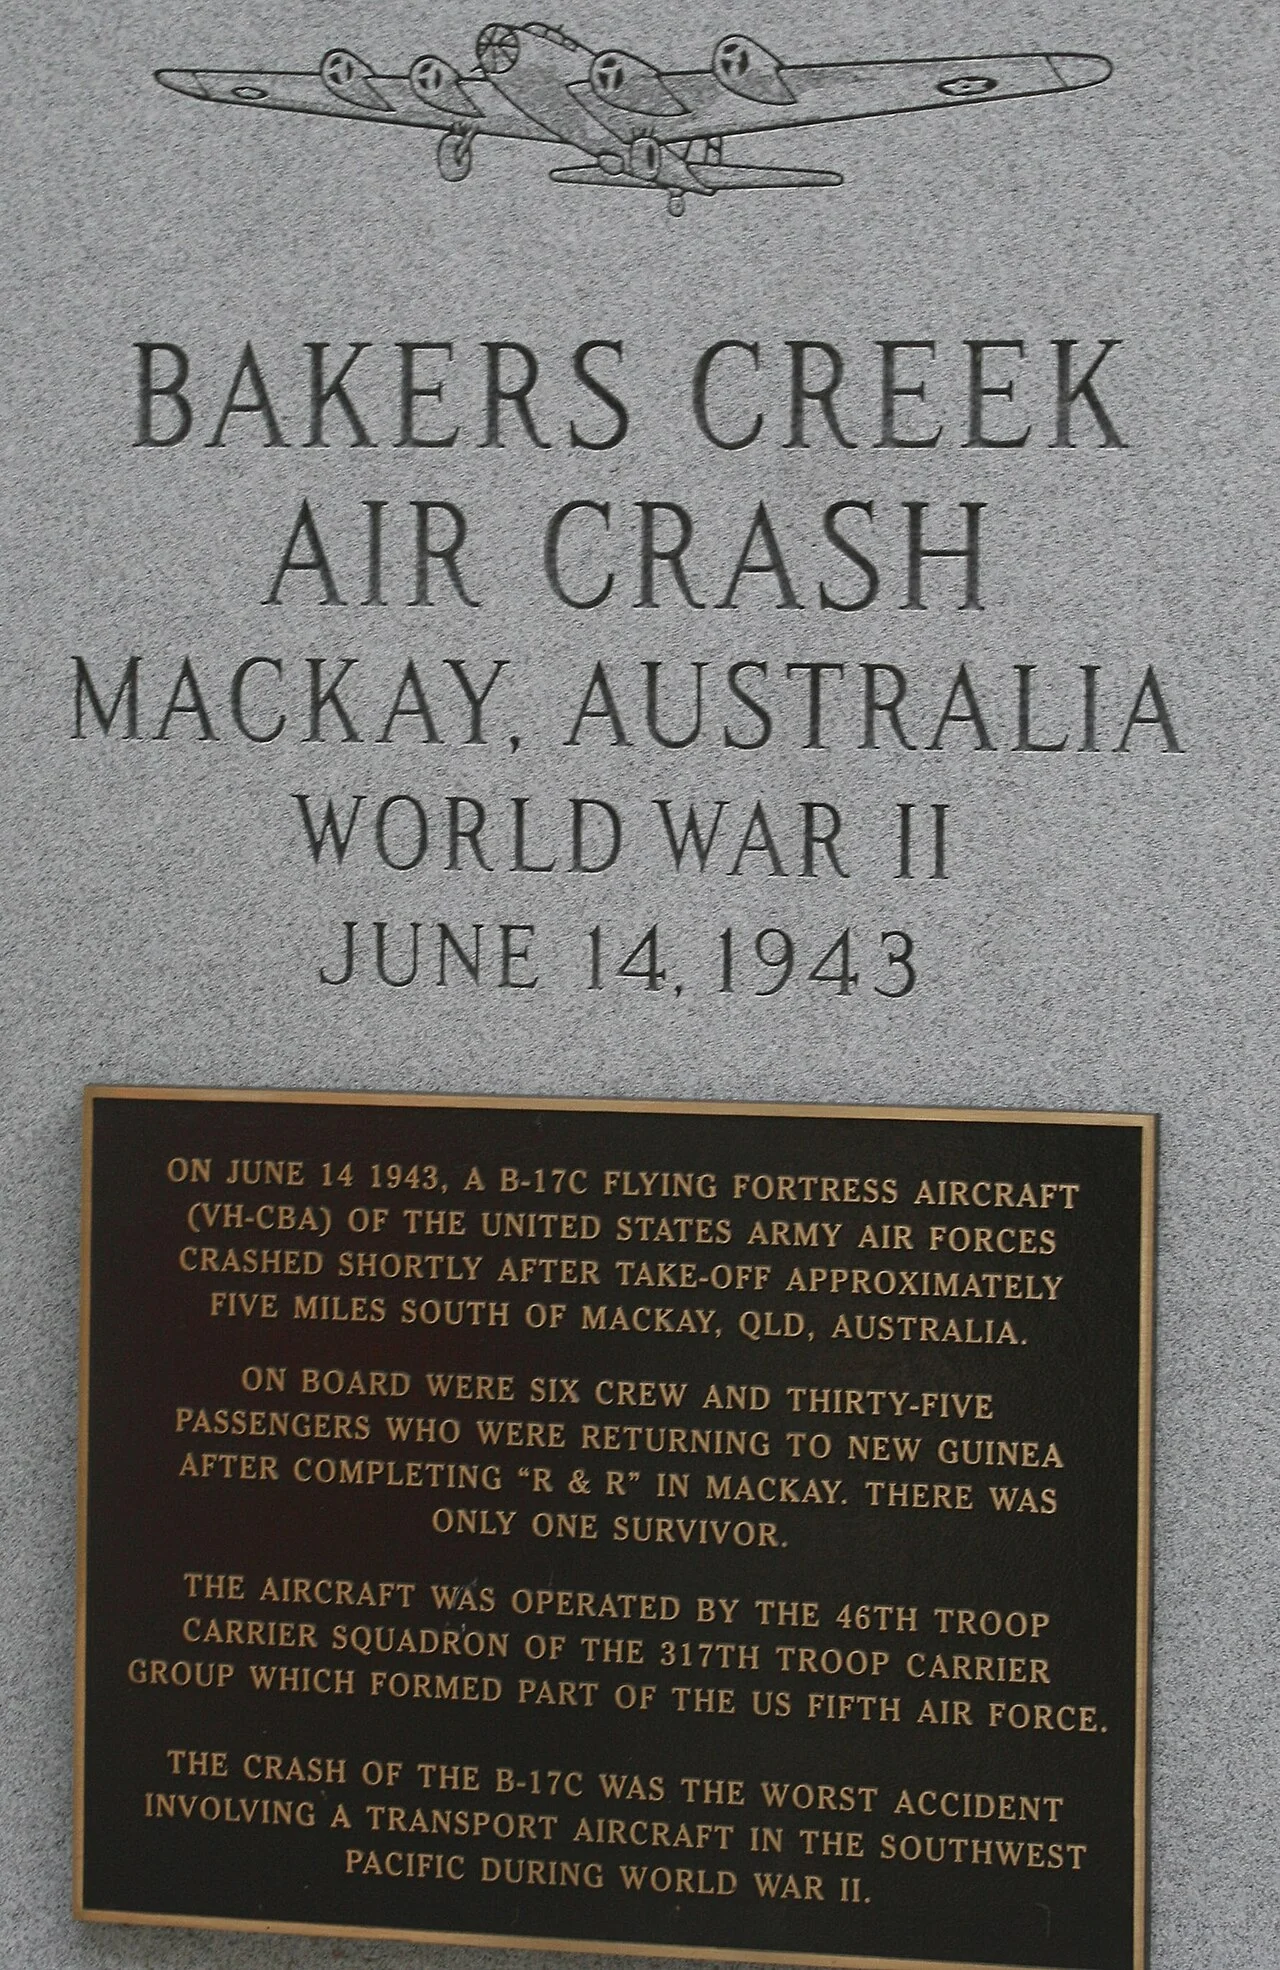 BAKERS CREEK
AIR CRASH
MACKAY, AUSTRALIA
WORLD WAR II
JUNE 14, 1943
ON JUNE 14 1943, A B-17C FLYING FORTRESS AIRCRAFT
(VH-CBA) OF THE UNITED STATES ARMY AIR FORCES
CRASHED SHORTLY AFTER TAKE-OFF APPROXIMATELY
FIVE MILES SOUTH OF MACKAY, QLD, AUSTRALIA.
ON BOARD WERE SIX CREW AND THIRTY-FIVE
PASSENGERS WHO WERE RETURNING TO NEW GUINEA
AFTER COMPLETING “R & R” IN MACKAY. THERE WAS
ONLY ONE SURVIVOR.
THE AIRCRAFT WAS OPERATED BY THE 46TH TROOP
CARRIER SQUADRON OF THE 317TH TROOP CARRIER
GROUP WHICH FORMED PART OF THE US FIFTH AIR FORCE.
THE CRASH OF THE B-17C WAS THE WORST ACCIDENT
INVOLVING A TRANSPORT AIRCRAFT IN THE SOUTHWEST
PACIFIC DURING WORLD WAR II.